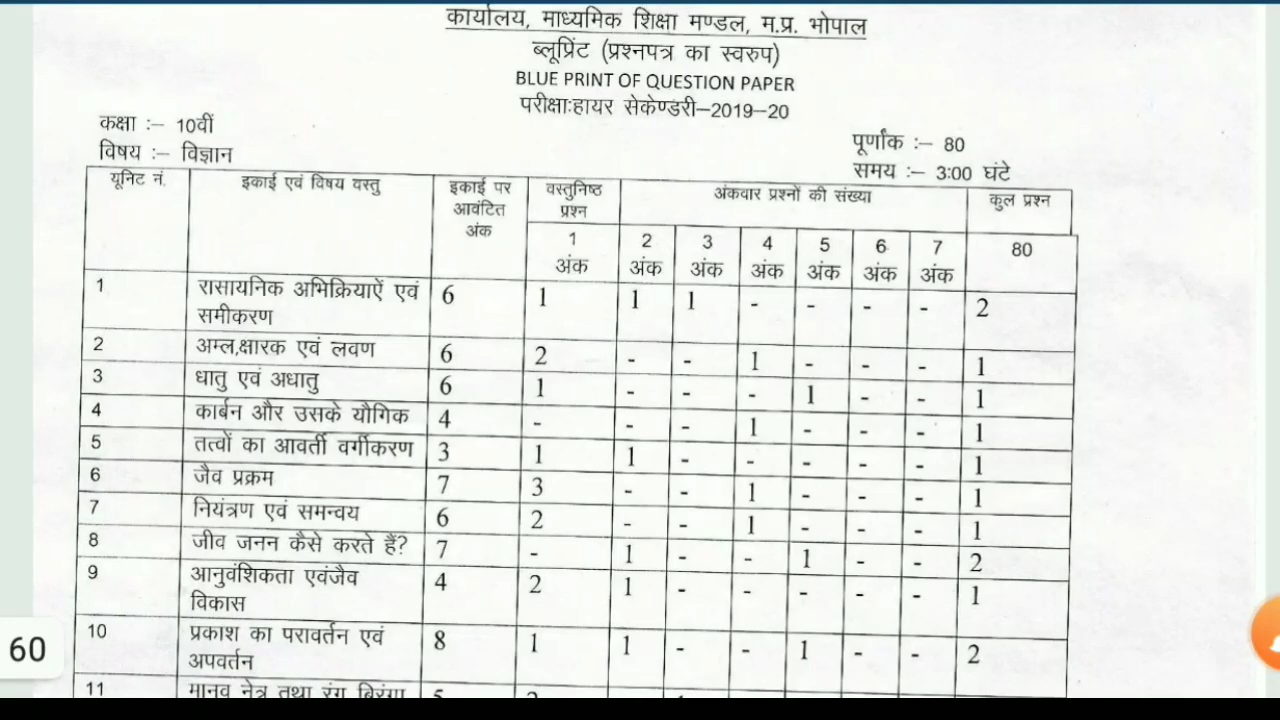 कार्यालय, माध्यमिक शिक्षा मण्डल, म.प्र. भोपाल
ब्लूप्रिंट (प्रश्नपत्र का स्वरुप)
BLUE PRINT OF QUESTION PAPER
परीक्षाःहायर सेकेण्डरी–2019–20
कक्षा :– 10वीं
पूर्णांक :– 80
विषय :– विज्ञान
समय :– 3:00 घंटे
यूनिट नं. इकाई एवं विषय वस्तु इकाई पर आवंटित अंक वस्तुनिष्ठ प्रश्न अंकवार प्रश्नों की संख्या कुल प्रश्न
1 अंक 2 अंक 3 अंक 4 अंक 5 अंक 6 अंक 7 अंक 80
1 रासायनिक अभिक्रियाऐं एवं समीकरण 6 1 1 1 - - - - 2
2 अम्ल,क्षारक एवं लवण 6 2 - - 1 - - - 1
3 धातु एवं अधातु 6 1 - - - 1 - - 1
4 कार्बन और उसके यौगिक 4 - - - 1 - - - 1
5 तत्वों का आवर्ती वर्गीकरण 3 1 1 - - - - - 1
6 जैव प्रक्रम 7 3 - - 1 - - - 1
7 नियंत्रण एवं समन्वय 6 2 - - 1 - - - 1
8 जीव जनन कैसे करते हैं? 7 - 1 - - 1 - - 2
9 आनुवंशिकता एवंजैव विकास 4 2 1 - - - - - 1
10 प्रकाश का परावर्तन एवं अपवर्तन 8 1 1 - - 1 - - 2
11 मानव नेत्र तथा रंग बिरंगा
60